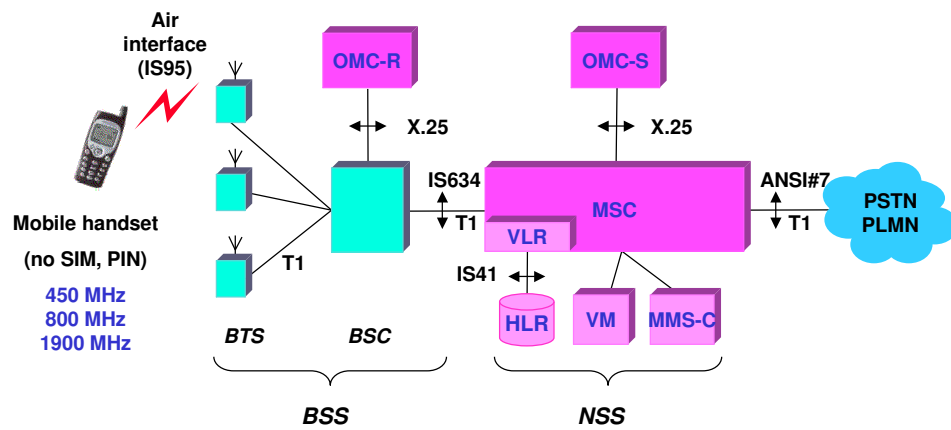 Air
interface
(IS95)
OMC-R
OMC-S
X.25
X.25
IS634
T1
MSC
VLR
ANSI#7
T1
PSTN
PLMN
Mobile handset
(no SIM, PIN)
450 MHz
800 MHz
1900 MHz
T1
IS41
HLR
VM
MMS-C
BTS
BSC
BSS
NSS